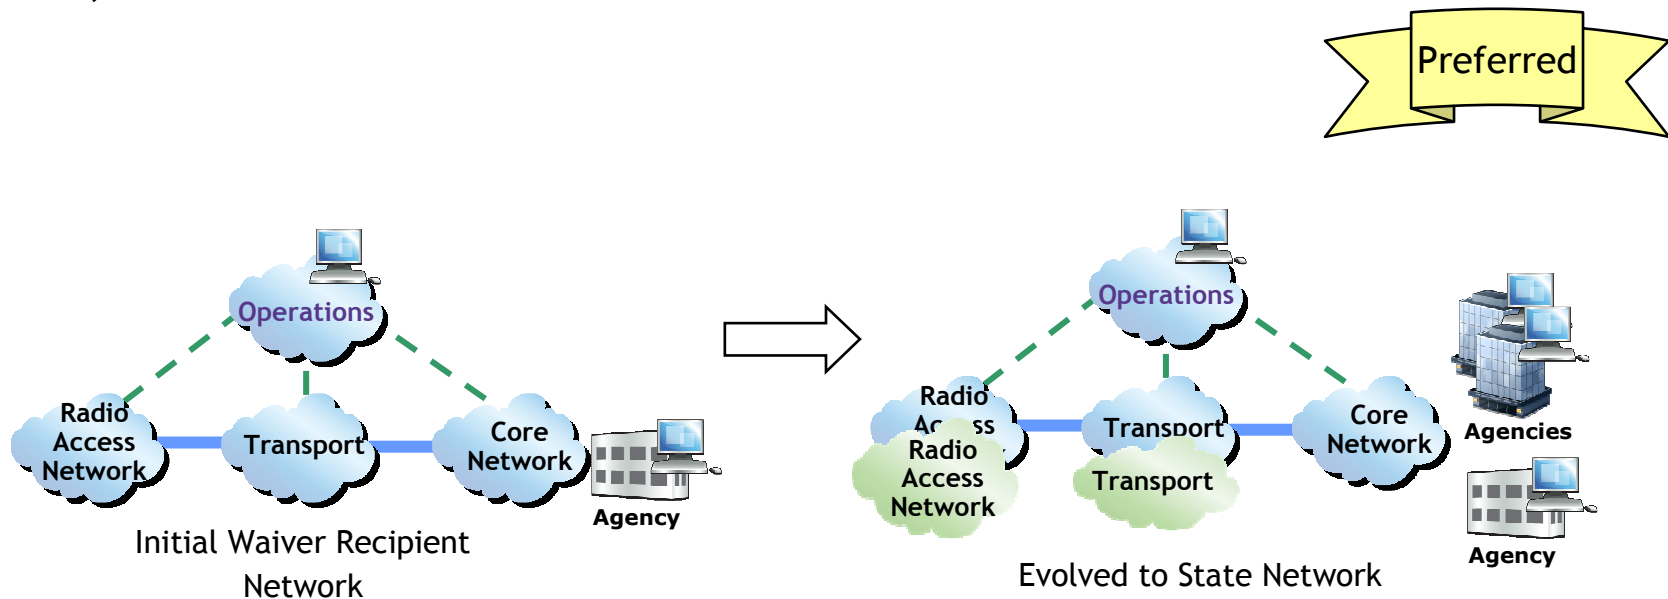 Preferred
Operations
Radio
Access
Network
Transport
Core
Network
Agency
Initial Waiver Recipient
Network
Operations
Radio
Access
Radio
Access
Network
Transport
Transport
Core
Network
Agencies
Agency
Evolved to State Network